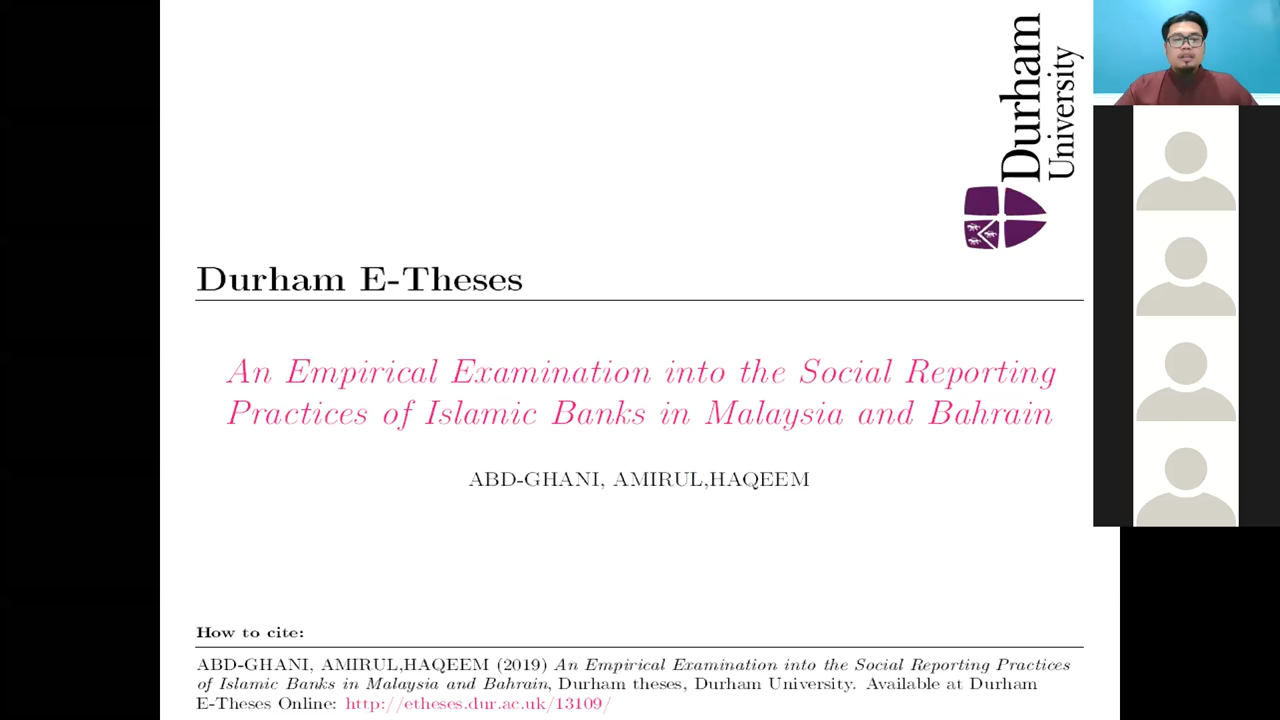 Durham
University
Durham E-Theses
An Empirical Examination into the Social Reporting
Practices of Islamic Banks in Malaysia and Bahrain
ABD-GHANI, AMIRUL,HAQEEM
How to cite:
ABD-GHANI, AMIRUL,HAQEEM (2019) An Empirical Examination into the Social Reporting Practices
of Islamic Banks in Malaysia and Bahrain, Durham theses, Durham University. Available at Durham
E-Theses Online: http://etheses.dur.ac.uk/13109/